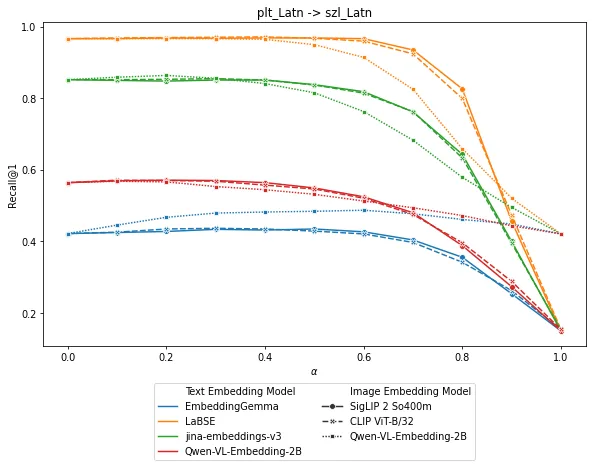 plt_Latn -> szl_Latn
Recall@1
1.0
0.8
0.6
0.4
0.2
0.0 0.2 0.4 0.6 0.8 1.0
α
Text Embedding Model Image Embedding Model
EmbeddingGemma SigLIP 2 So400m
LaBSE CLIP ViT-B/32
jina-embeddings-v3 Qwen-VL-Embedding-2B
Qwen-VL-Embedding-2B